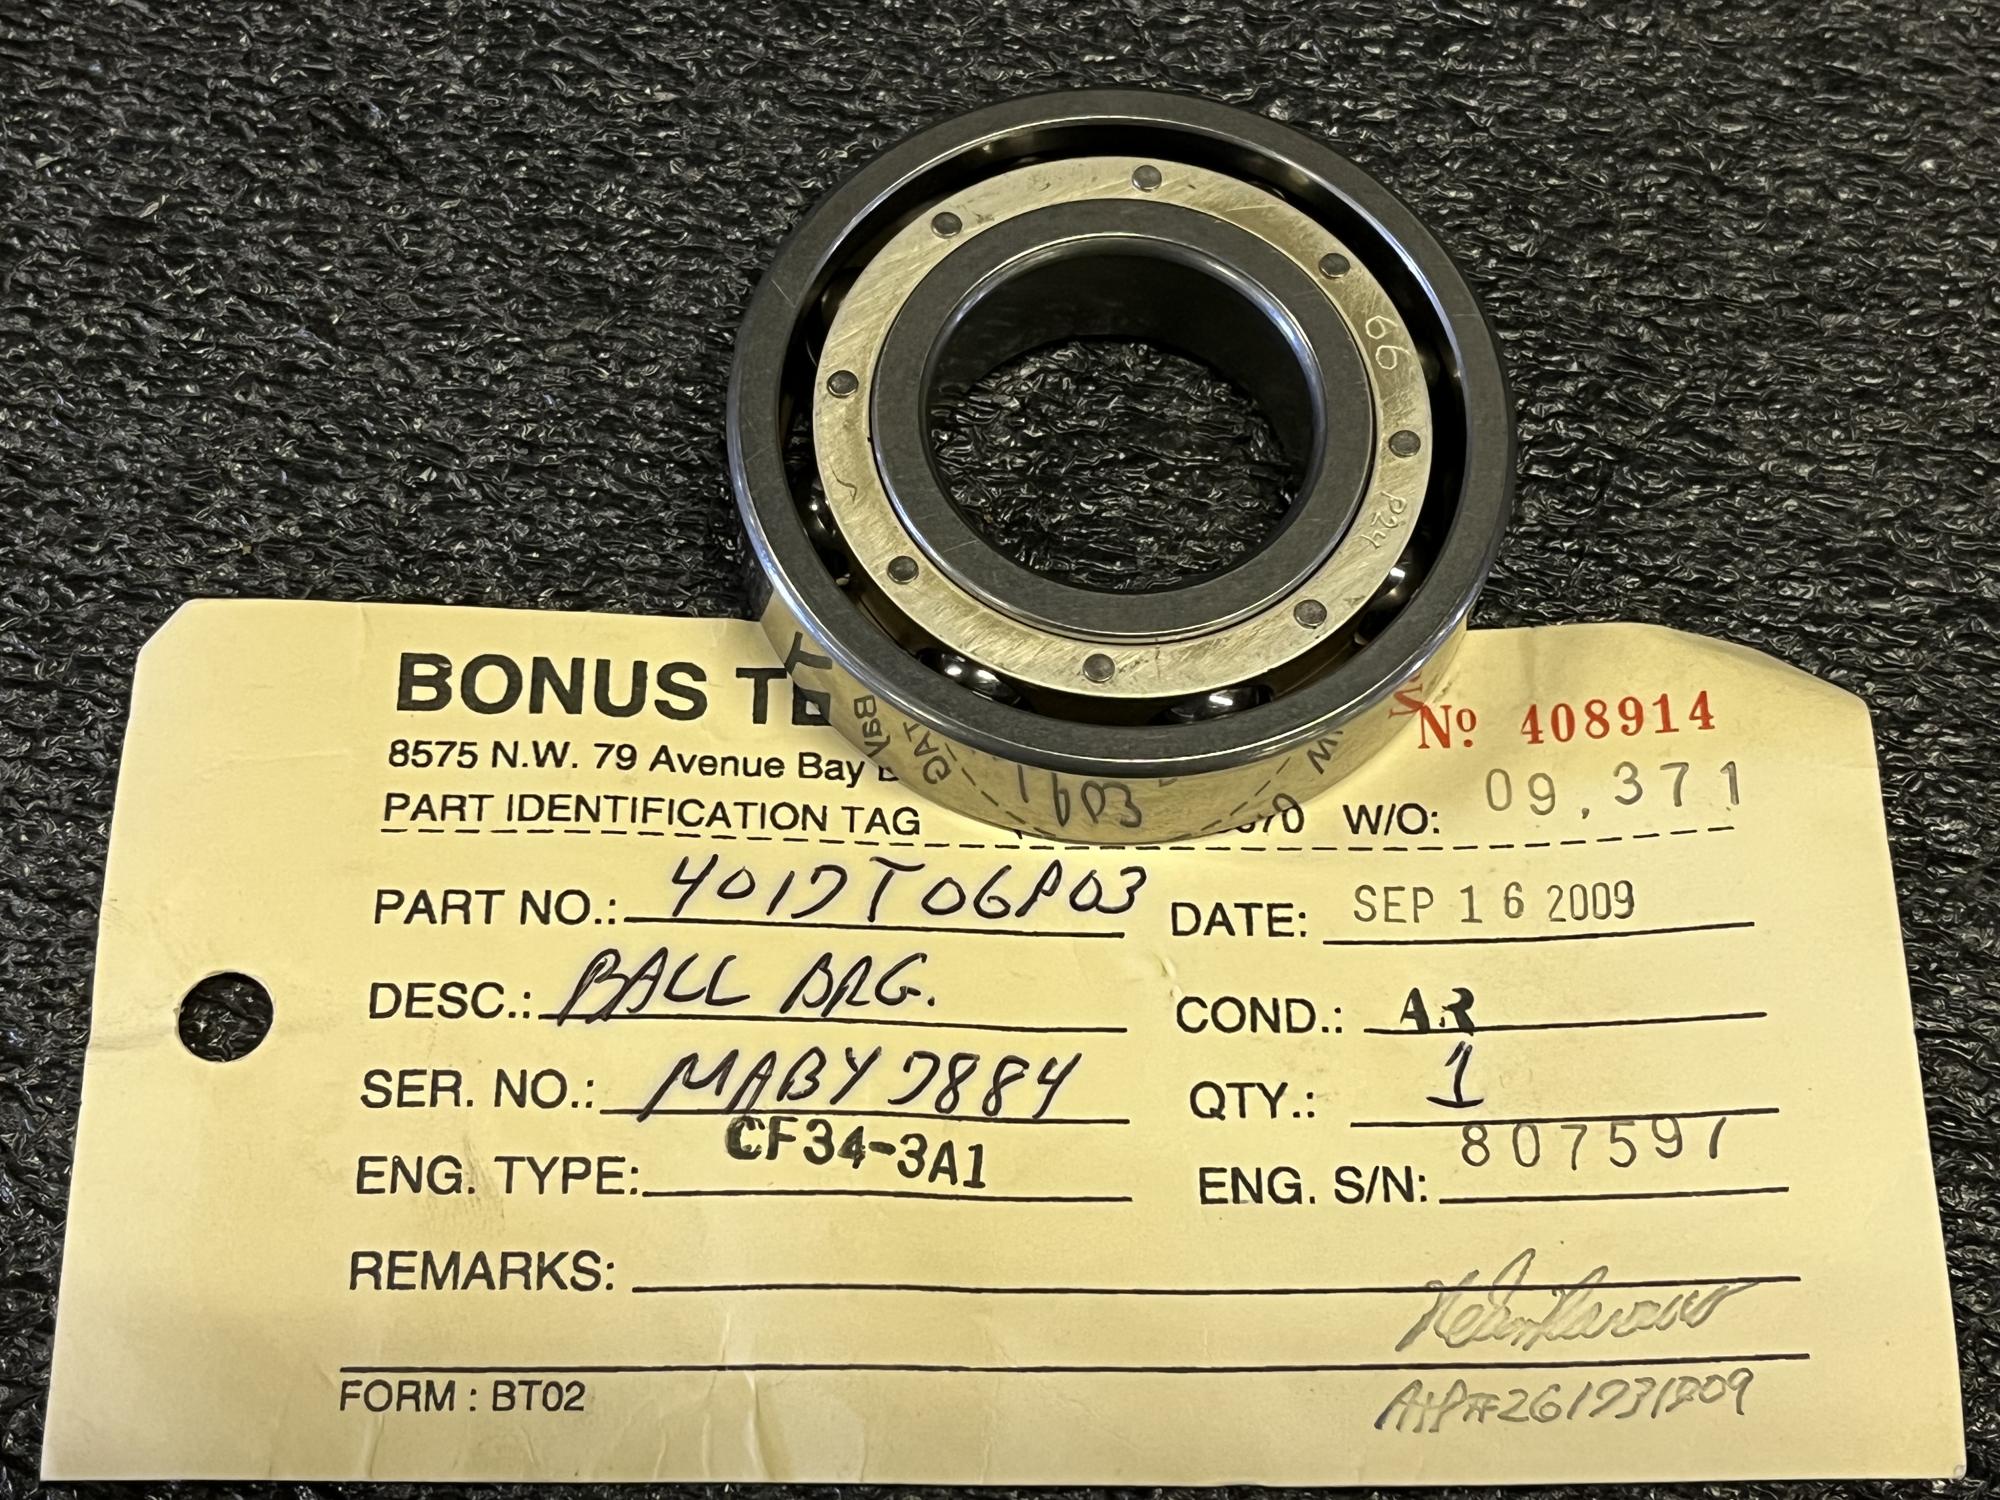 66
P24
BONUS TE
8575 N.W. 79 Avenue Bay
Nº 408914
PART IDENTIFICATION TAG
W/O: 09,371
PART NO.: 4017T06P03
DATE: SEP 16 2009
DESC.: BALL BRG.
COND.: AR
SER. NO.: MABY7884
QTY.: 1
ENG. TYPE: CF34-3A1
ENG. S/N: 807597
REMARKS:
FORM : BT02